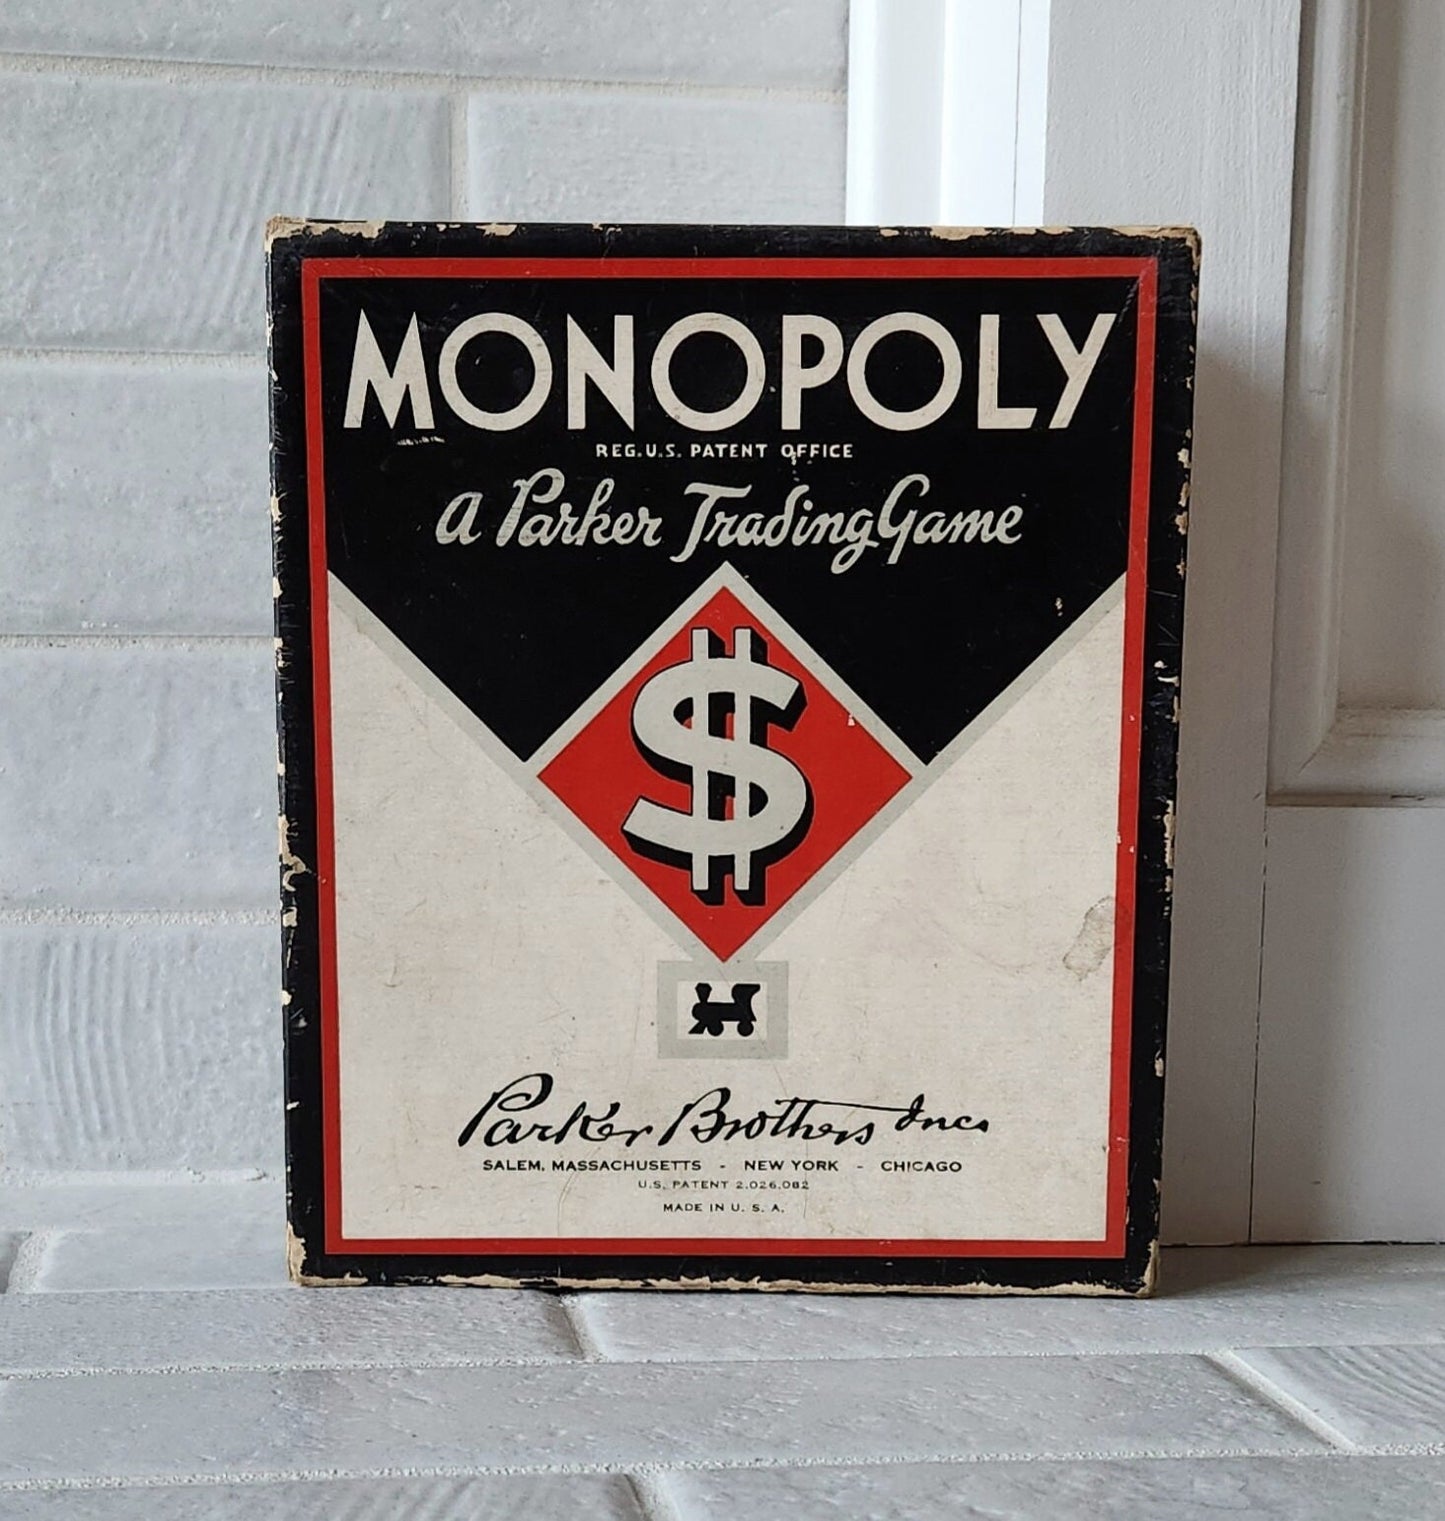 MONOPOLY
REG. U.S. PATENT OFFICE
a Parker Trading Game
$
Parker Brothers Inc.
SALEM, MASSACHUSETTS - NEW YORK - CHICAGO
U.S. PATENT 2.026.082
MADE IN U. S. A.